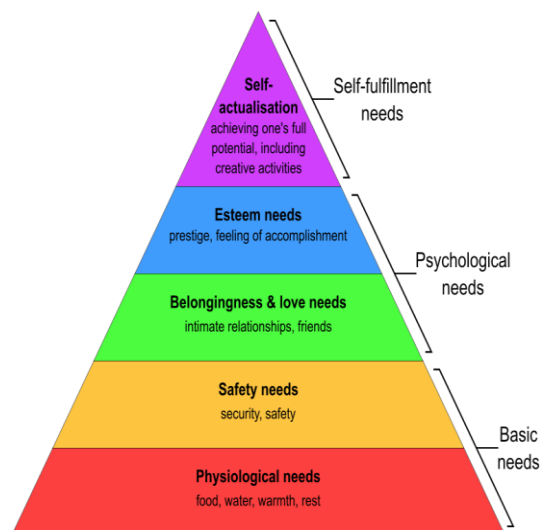 Self-
actualisation
achieving one's full
potential, including
creative activities
Self-fulfillment
needs
Esteem needs
prestige, feeling of accomplishment
Belongingness & love needs
intimate relationships, friends
Psychological
needs
Safety needs
security, safety
Physiological needs
food, water, warmth, rest
Basic
needs